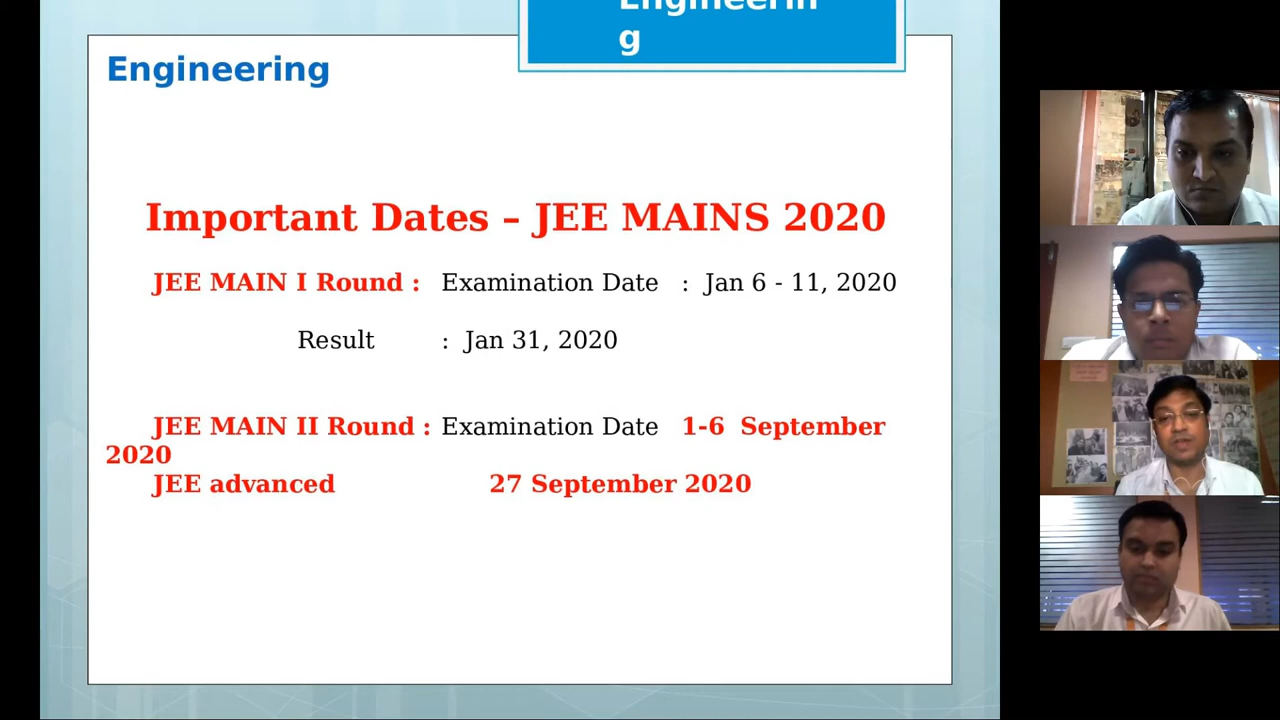 Engineerin
g
Engineering
Important Dates – JEE MAINS 2020
JEE MAIN I Round : Examination Date : Jan 6 - 11, 2020
Result : Jan 31, 2020
JEE MAIN II Round : Examination Date 1-6 September
2020
JEE advanced 27 September 2020